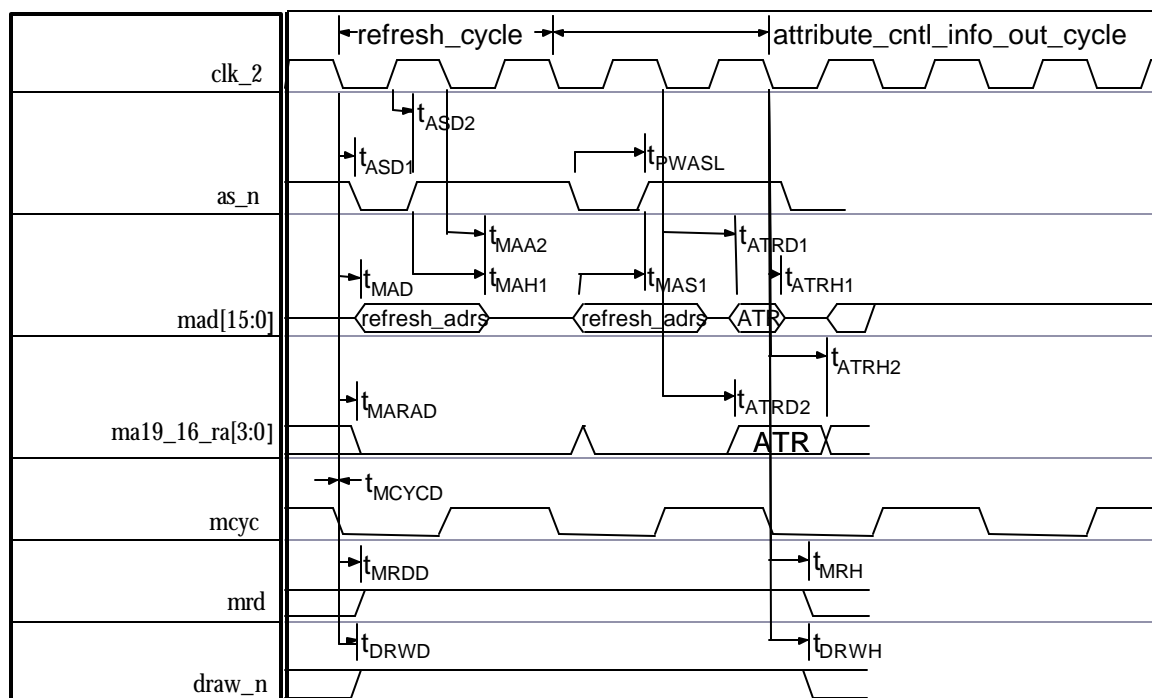 refresh_cycle attribute_cntl_info_out_cycle
clk_2
tASD2
tASD1 tPWASL
as_n
tMAA2 tATRD1
tMAD tMAH1 tMAS1 tATRH1
mad[15:0] refresh_adrs refresh_adrs ATR
tATRH2
tMARAD tATRD2
ma19_16_ra[3:0] ATR
tMCYCD
mcyc
tMRDD tMRH
mrd
tDRWD tDRWH
draw_n